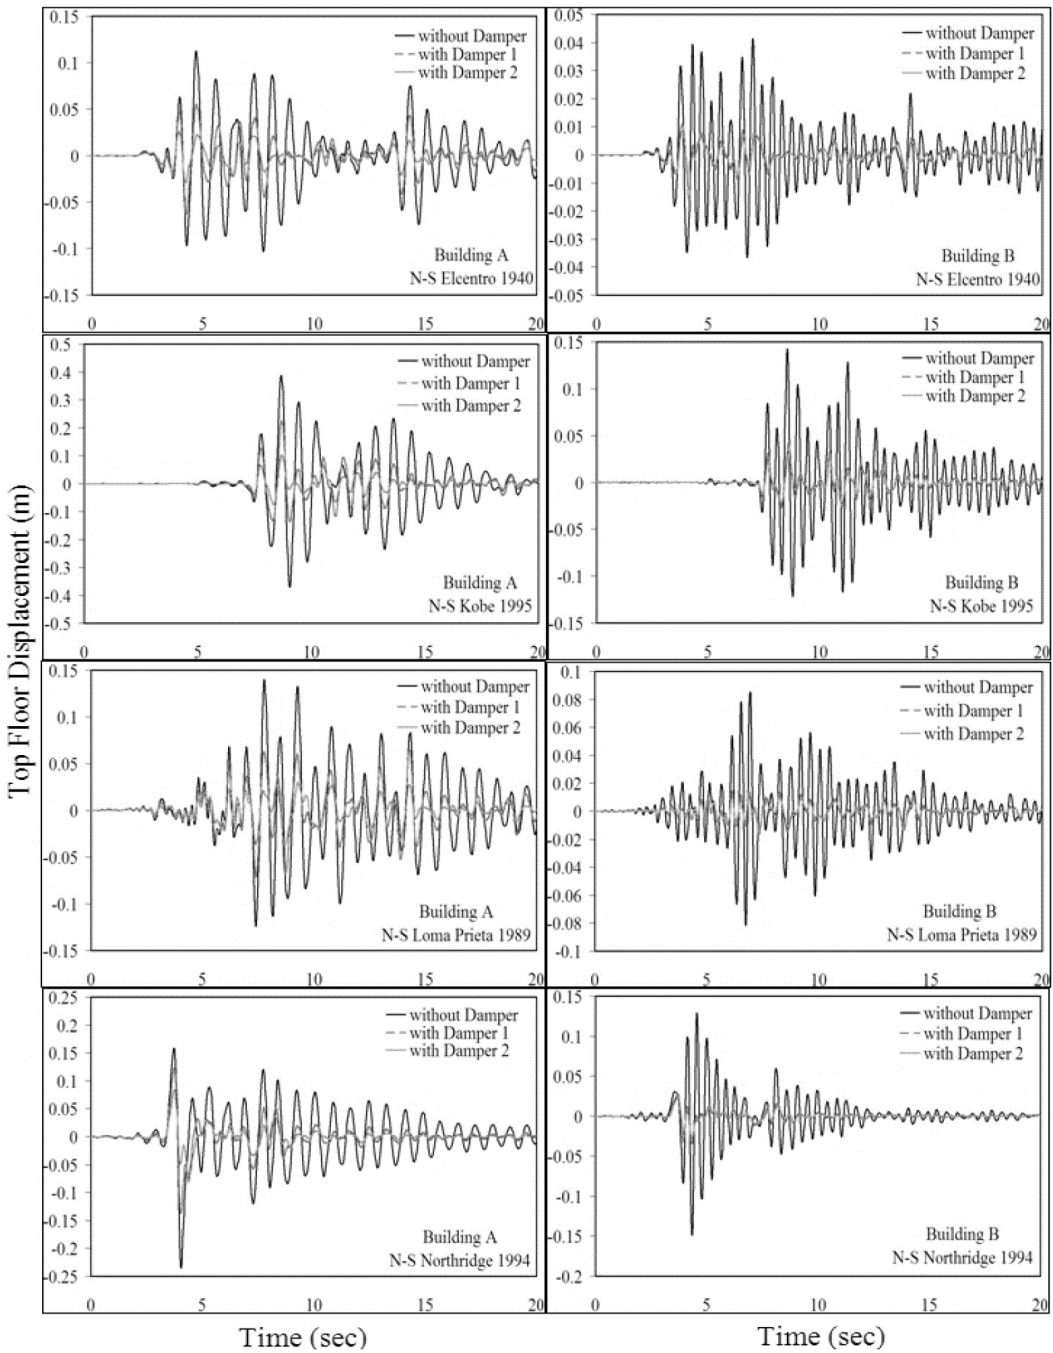 Top Floor Displacement (m)
0.15
0.1
0.05
0
-0.05
-0.1
-0.15
without Damper
with Damper 1
with Damper 2
Building A
N-S Elcentro 1940
0 5 10 15 20
0.05
0.04
0.03
0.02
0.01
0
-0.01
-0.02
-0.03
-0.04
-0.05
without Damper
with Damper 1
with Damper 2
Building B
N-S Elcentro 1940
0 5 10 15 20
0.5
0.4
0.3
0.2
0.1
0
-0.1
-0.2
-0.3
-0.4
-0.5
without Damper
with Damper 1
with Damper 2
Building A
N-S Kobe 1995
0 5 10 15 20
0.15
0.1
0.05
0
-0.05
-0.1
-0.15
without Damper
with Damper 1
with Damper 2
Building B
N-S Kobe 1995
0 5 10 15 20
0.15
0.1
0.05
0
-0.05
-0.1
-0.15
without Damper
with Damper 1
with Damper 2
Building A
N-S Loma Prieta 1989
0 5 10 15 20
0.1
0.08
0.06
0.04
0.02
0
-0.02
-0.04
-0.06
-0.08
-0.1
without Damper
with Damper 1
with Damper 2
Building B
N-S Loma Prieta 1989
0 5 10 15 20
0.25
0.2
0.15
0.1
0.05
0
-0.05
-0.1
-0.15
-0.2
-0.25
without Damper
with Damper 1
with Damper 2
Building A
N-S Northridge 1994
0 5 10 15 20
0.15
0.1
0.05
0
-0.05
-0.1
-0.15
-0.2
without Damper
with Damper 1
with Damper 2
Building B
N-S Northridge 1994
0 5 10 15 20
Time (sec)
Time (sec)